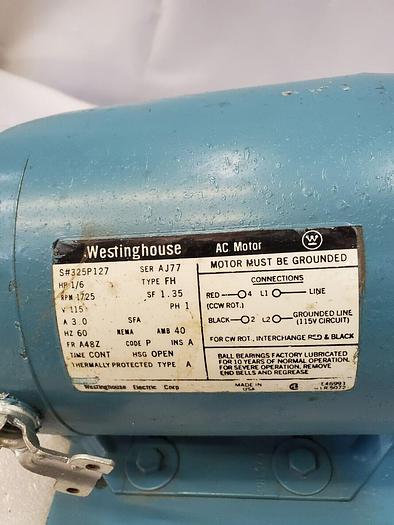 Westinghouse AC Motor W
S#325P127 SER AJ77
HP 1/6 TYPE FH
RPM 1725 SF 1.35
V 115 PH 1
A 3.0 SFA
HZ 60 NEMA AMB 40
FR A48Z CODE P INS A
TIME CONT HSG OPEN
THERMALLY PROTECTED TYPE A
Westinghouse Electric Corp
MOTOR MUST BE GROUNDED
CONNECTIONS
RED 4 L1 LINE
(CCW ROT.)
BLACK 2 L2 GROUNDED LINE
(115V CIRCUIT)
FOR CW ROT, INTERCHANGE RED & BLACK
BALL BEARINGS FACTORY LUBRICATED
FOR 10 YEARS OF NORMAL OPERATION.
FOR SEVERE OPERATION, REMOVE
END BELLS AND REGREASE
MADE IN
USA